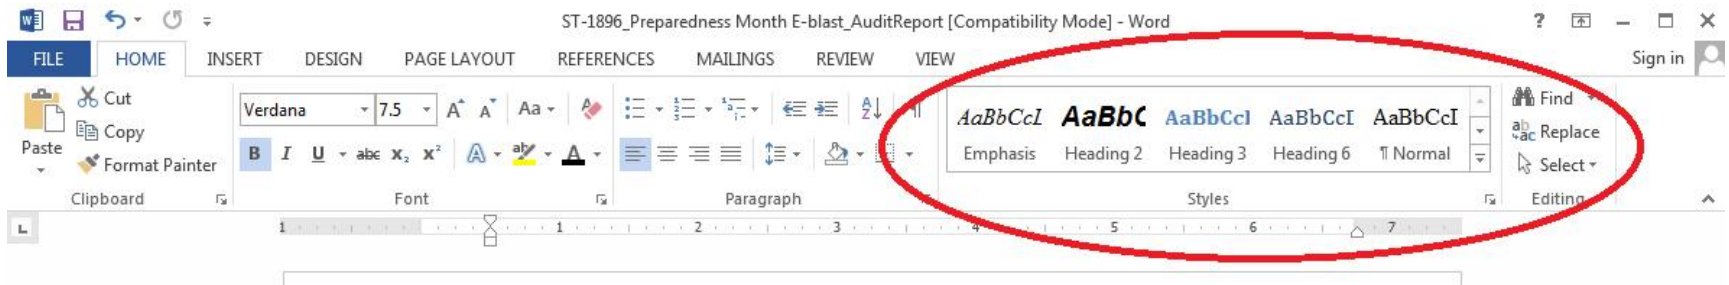 ST-1896_Preparedness Month E-blast_AuditReport [Compatibility Mode] - Word
FILE HOME INSERT DESIGN PAGE LAYOUT REFERENCES MAILINGS REVIEW VIEW Sign in
Paste
Cut
Copy
Format Painter
Clipboard
Verdana 7.5 A A Aa
B I U abc X₂ X² A ab A
Font
A Z ¶
Paragraph
AaBbCcI AaBbC AaBbCcI AaBbCcI AaBbCcI
Emphasis Heading 2 Heading 3 Heading 6 ¶ Normal
Styles
Find
Replace
Select
Editing
L 1 1 2 3 4 5 6 7